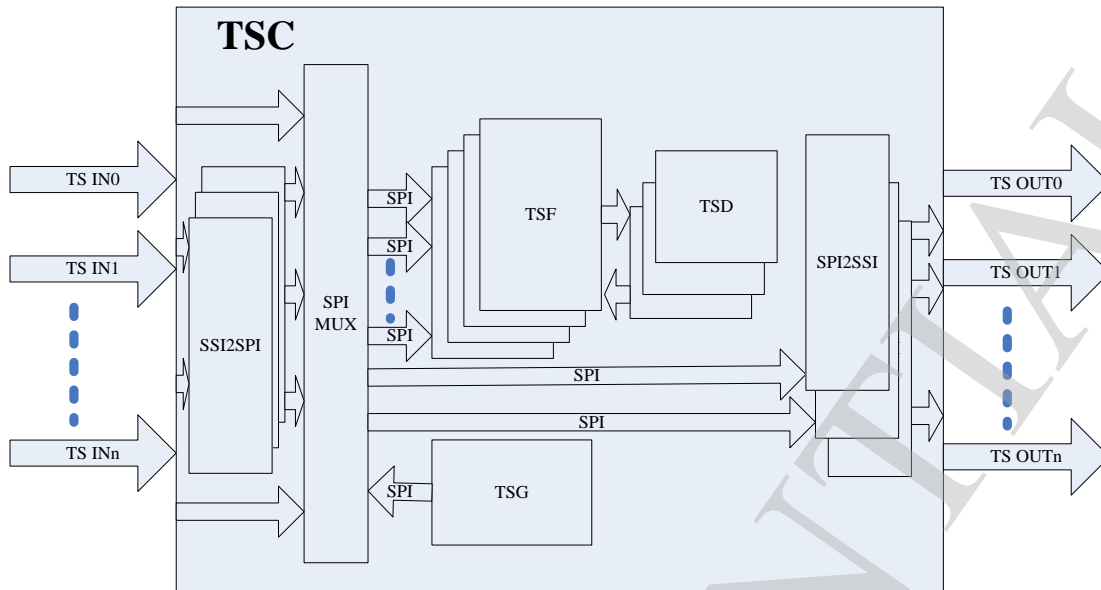 TSC
TS IN0
TS IN1
TS INn
SSI2SPI
SPI
MUX
SPI
SPI
SPI
TSF
TSD
SPI2SSI
SPI
SPI
SPI
TSG
TS OUT0
TS OUT1
TS OUTn
NTIAL